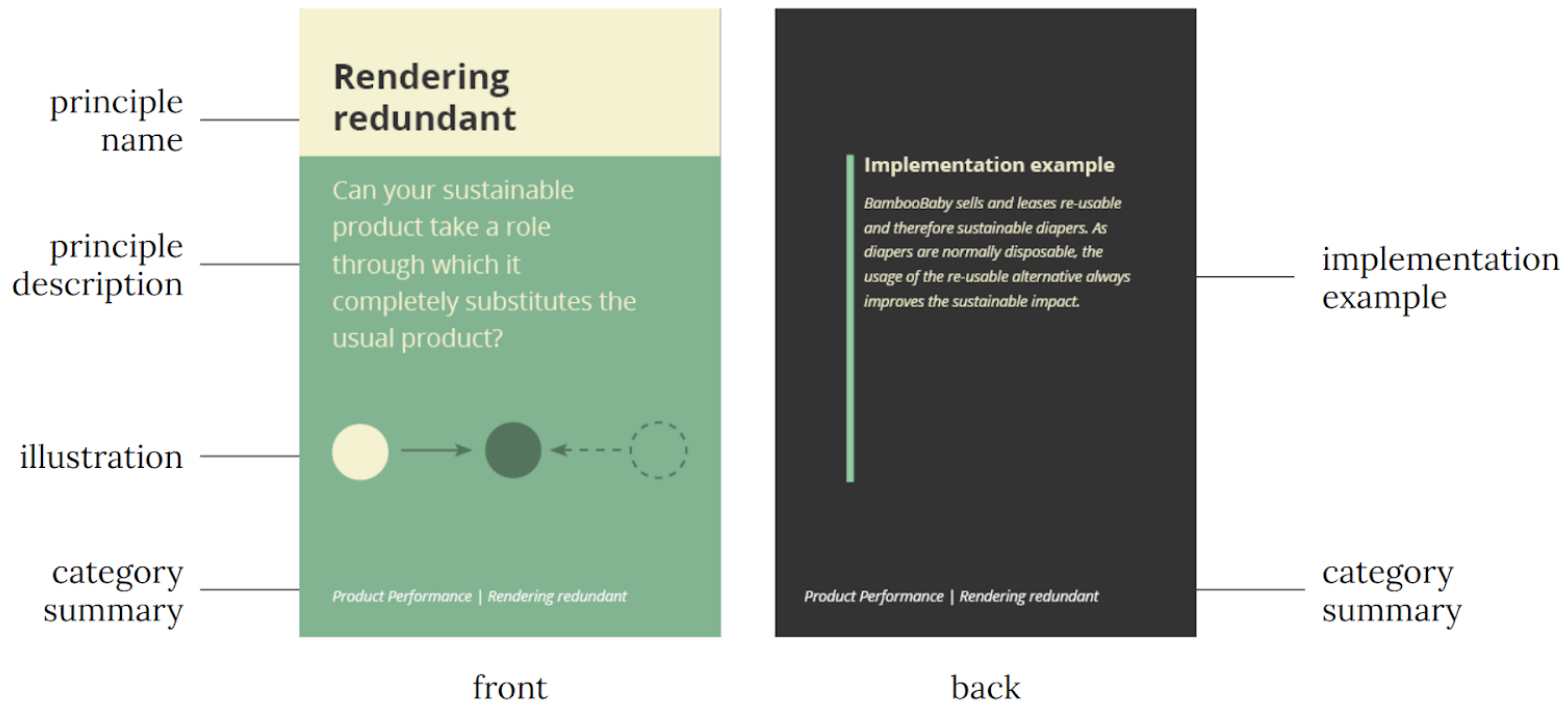 principle
name
principle
description
illustration
category
summary
Rendering
redundant
Can your sustainable
product take a role
through which it
completely substitutes the
usual product?
Product Performance | Rendering redundant
front
Implementation example
BambooBaby sells and leases re-usable
and therefore sustainable diapers. As
diapers are normally disposable, the
usage of the re-usable alternative always
improves the sustainable impact.
Product Performance | Rendering redundant
back
implementation
example
category
summary